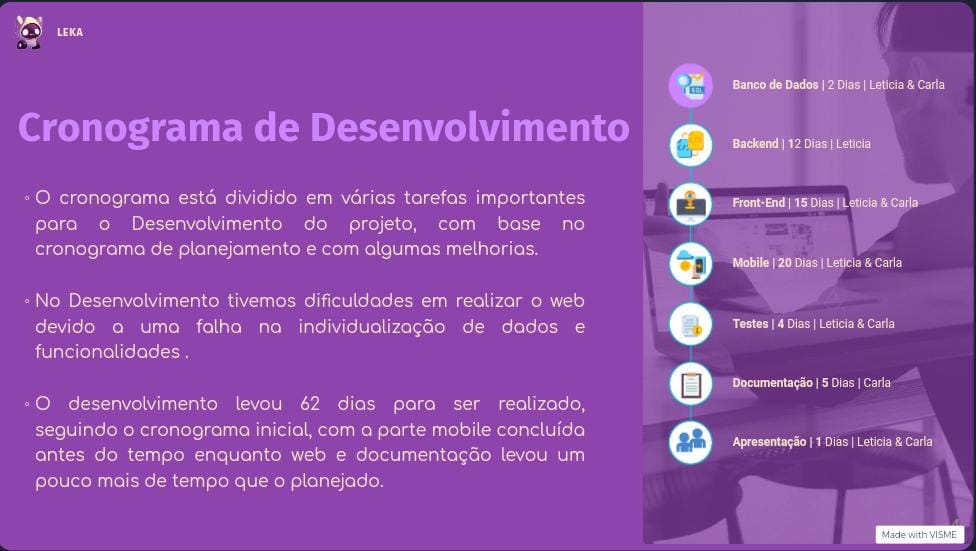 LEKA
Cronograma de Desenvolvimento
◦ O cronograma está dividido em várias tarefas importantes
para o Desenvolvimento do projeto, com base no
cronograma de planejamento e com algumas melhorias.
◦ No Desenvolvimento tivemos dificuldades em realizar o web
devido a uma falha na individualização de dados e
funcionalidades .
◦ O desenvolvimento levou 62 dias para ser realizado,
seguindo o cronograma inicial, com a parte mobile concluída
antes do tempo enquanto web e documentação levou um
pouco mais de tempo que o planejado.
Banco de Dados | 2 Dias | Leticia & Carla
Backend | 12 Dias | Leticia
Front-End | 15 Dias | Leticia & Carla
Mobile | 20 Dias | Leticia & Carla
Testes | 4 Dias | Leticia & Carla
Documentação | 5 Dias | Carla
Apresentação | 1 Dias | Leticia & Carla
Made with VISME